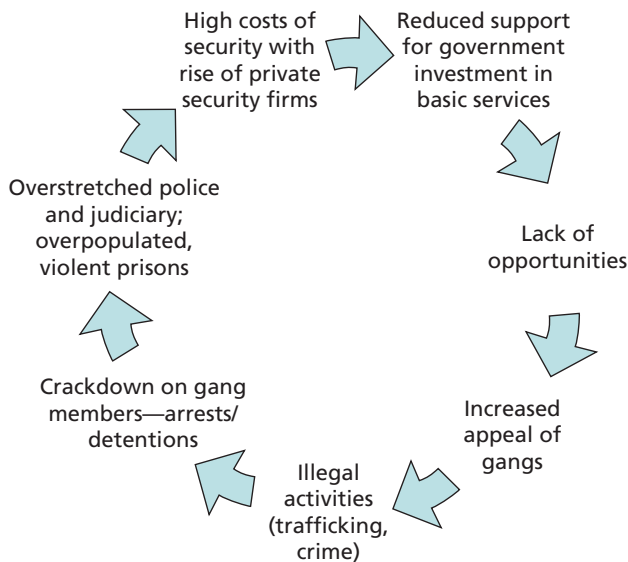 High costs of
security with
rise of private
security firms
Reduced support
for government
investment in
basic services
Lack of
opportunities
Increased
appeal of
gangs
Illegal
activities
(trafficking,
crime)
Crackdown on gang
members—arrests/
detentions
Overstretched police
and judiciary;
overpopulated,
violent prisons